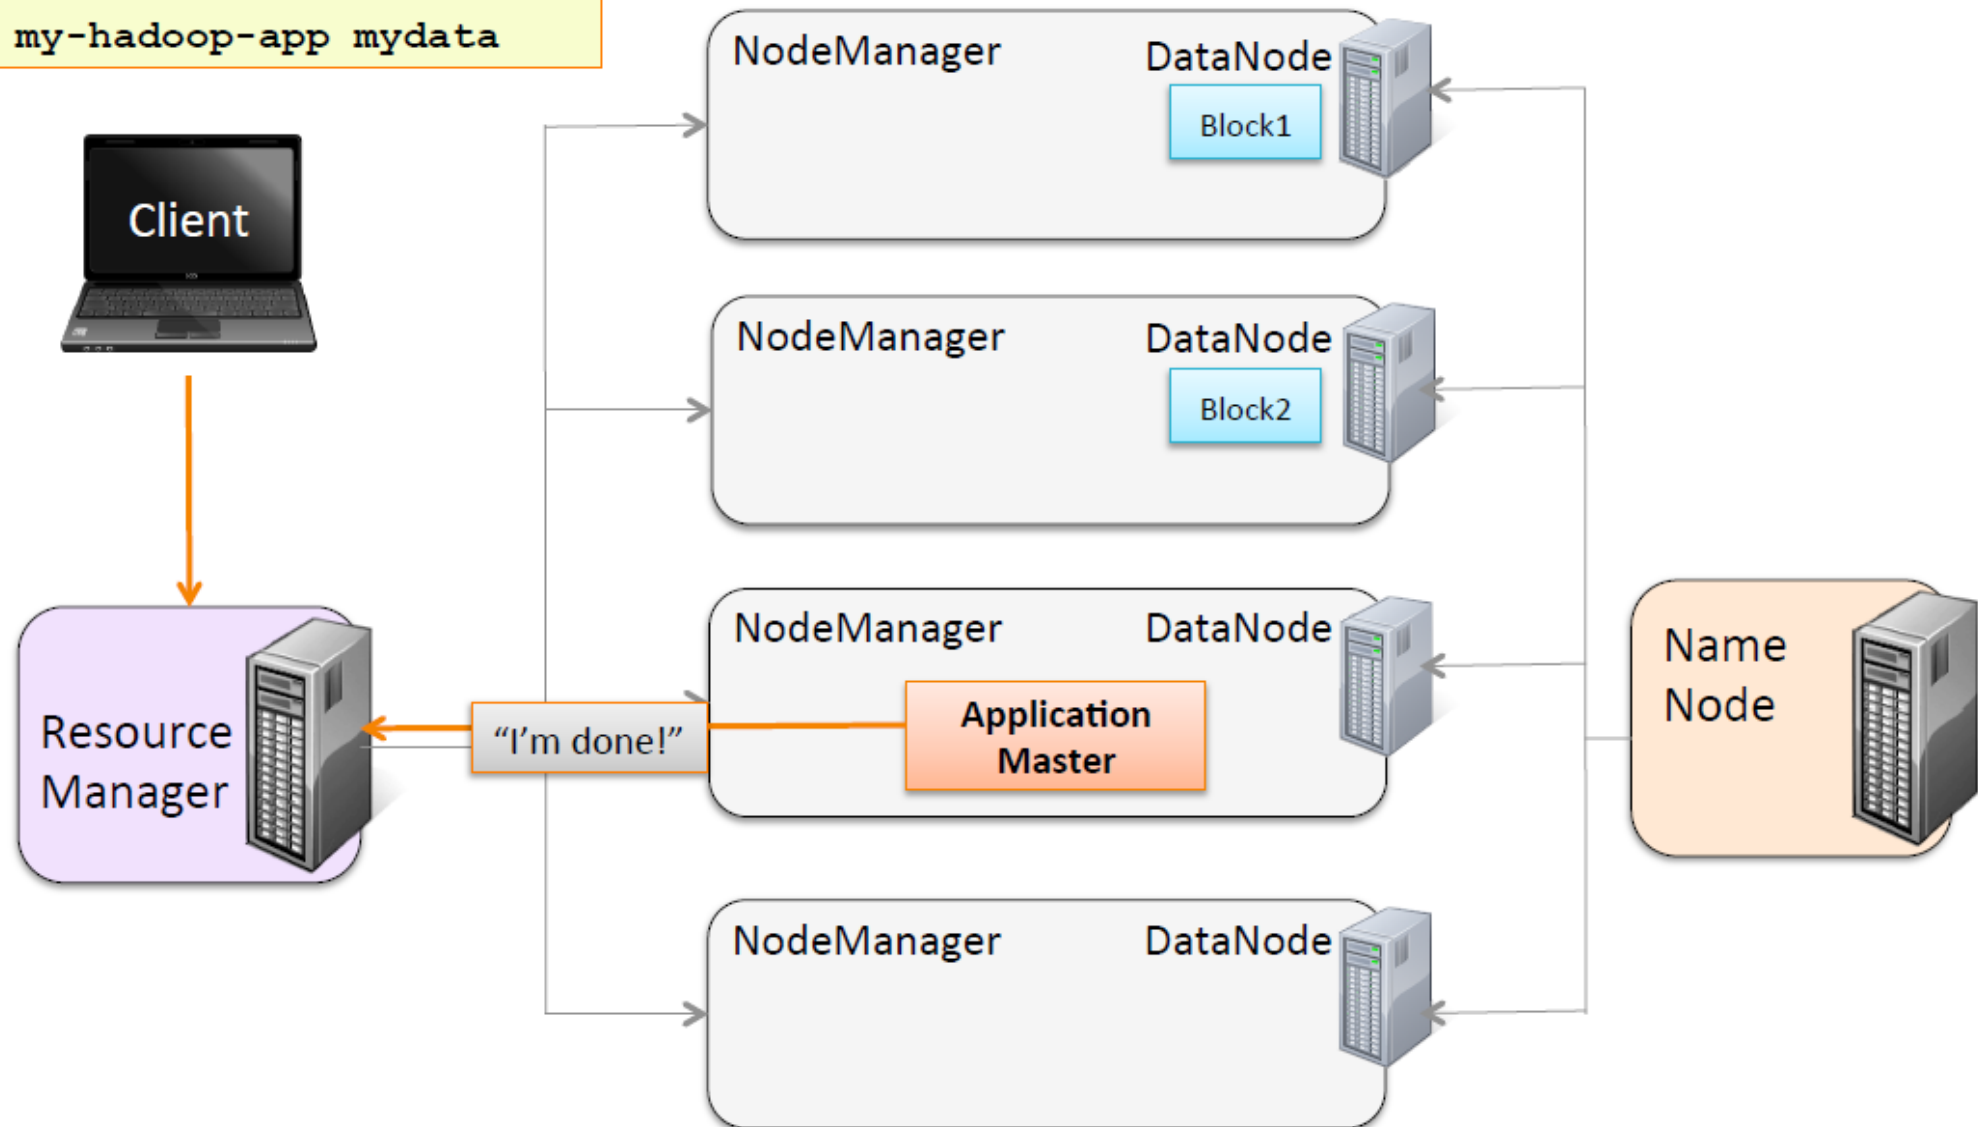 my-hadoop-app mydata
Client
NodeManager
DataNode
Block1
NodeManager
DataNode
Block2
NodeManager
DataNode
Application
Master
"I'm done!"
Resource
Manager
Name
Node
NodeManager
DataNode